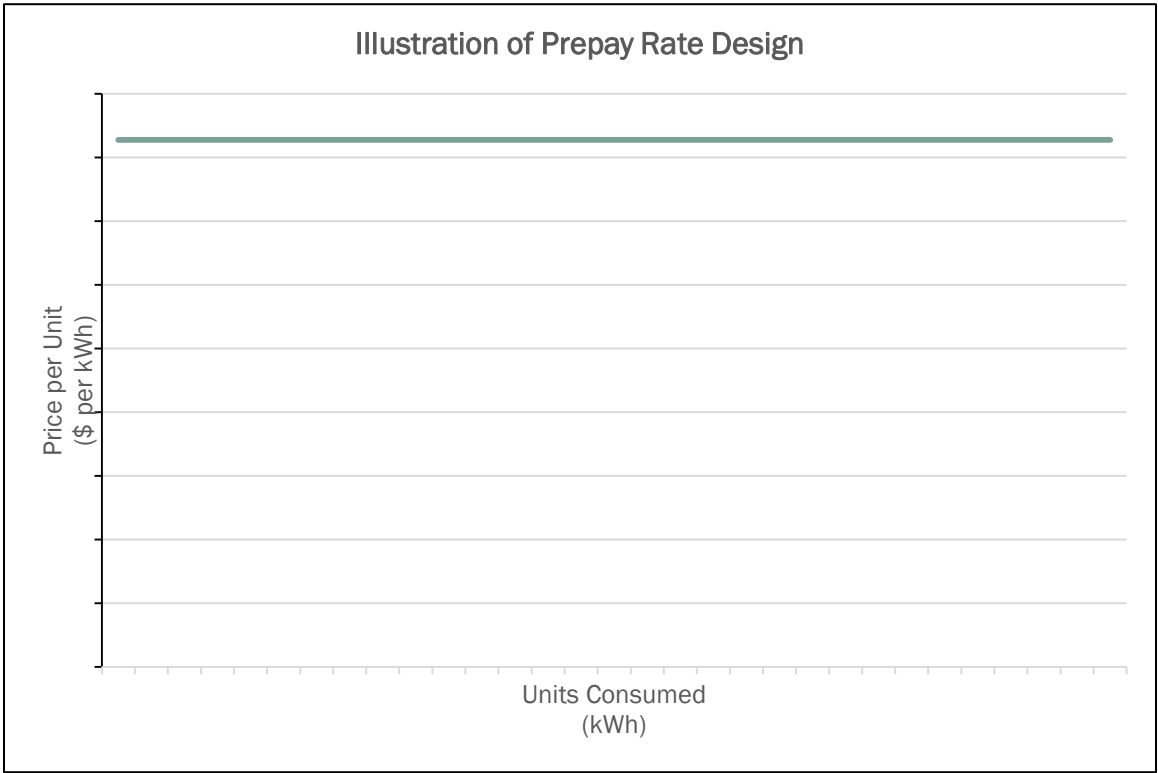 Illustration of Prepay Rate Design
Price per Unit
($ per kWh)
Units Consumed
(kWh)